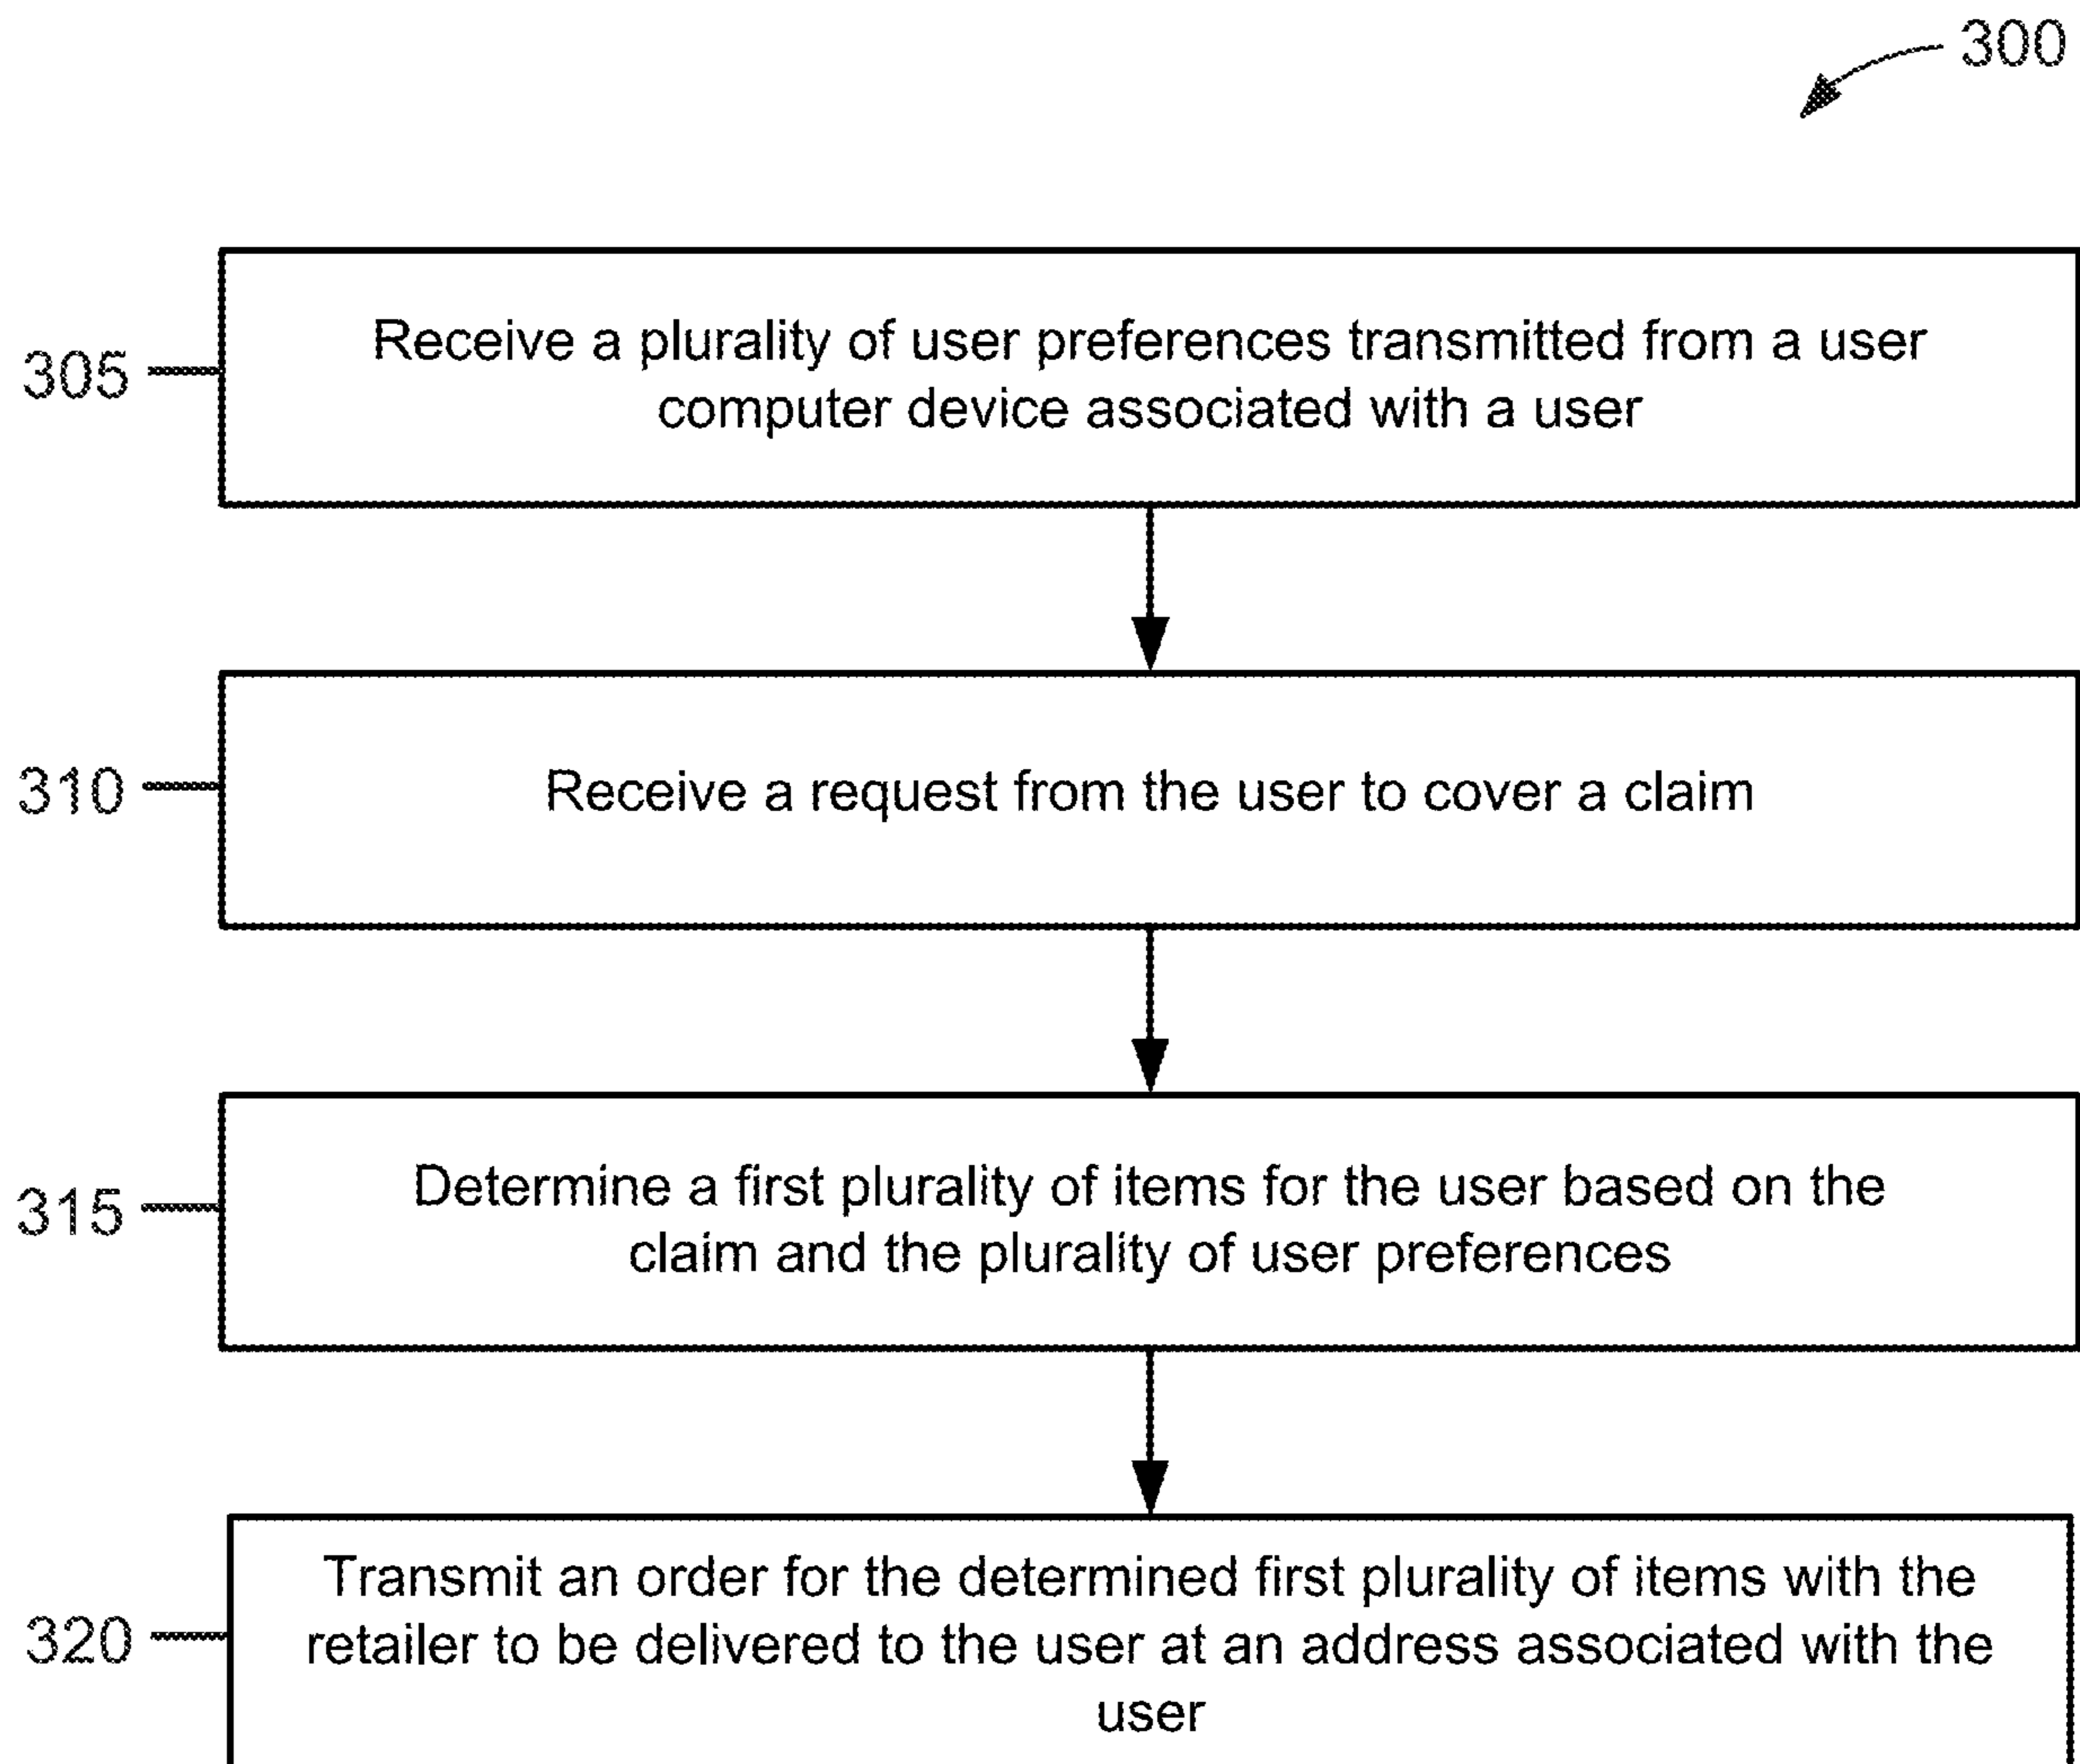 300
305
Receive a plurality of user preferences transmitted from a user
computer device associated with a user
310
Receive a request from the user to cover a claim
315
Determine a first plurality of items for the user based on the
claim and the plurality of user preferences
320
Transmit an order for the determined first plurality of items with the
retailer to be delivered to the user at an address associated with the
user